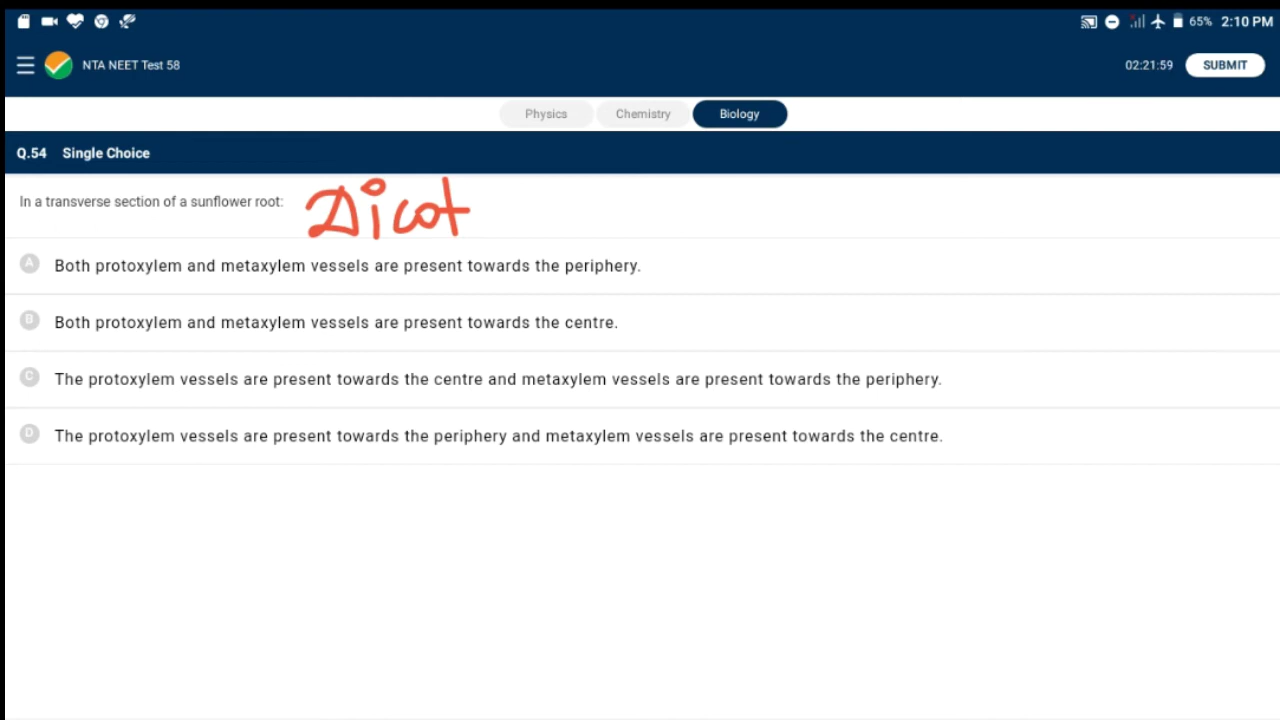 65% 2:10 PM
NTA NEET Test 58 02:21:59 SUBMIT
Physics Chemistry Biology
Q.54 Single Choice
In a transverse section of a sunflower root: Dicot
A Both protoxylem and metaxylem vessels are present towards the periphery.
B Both protoxylem and metaxylem vessels are present towards the centre.
C The protoxylem vessels are present towards the centre and metaxylem vessels are present towards the periphery.
D The protoxylem vessels are present towards the periphery and metaxylem vessels are present towards the centre.